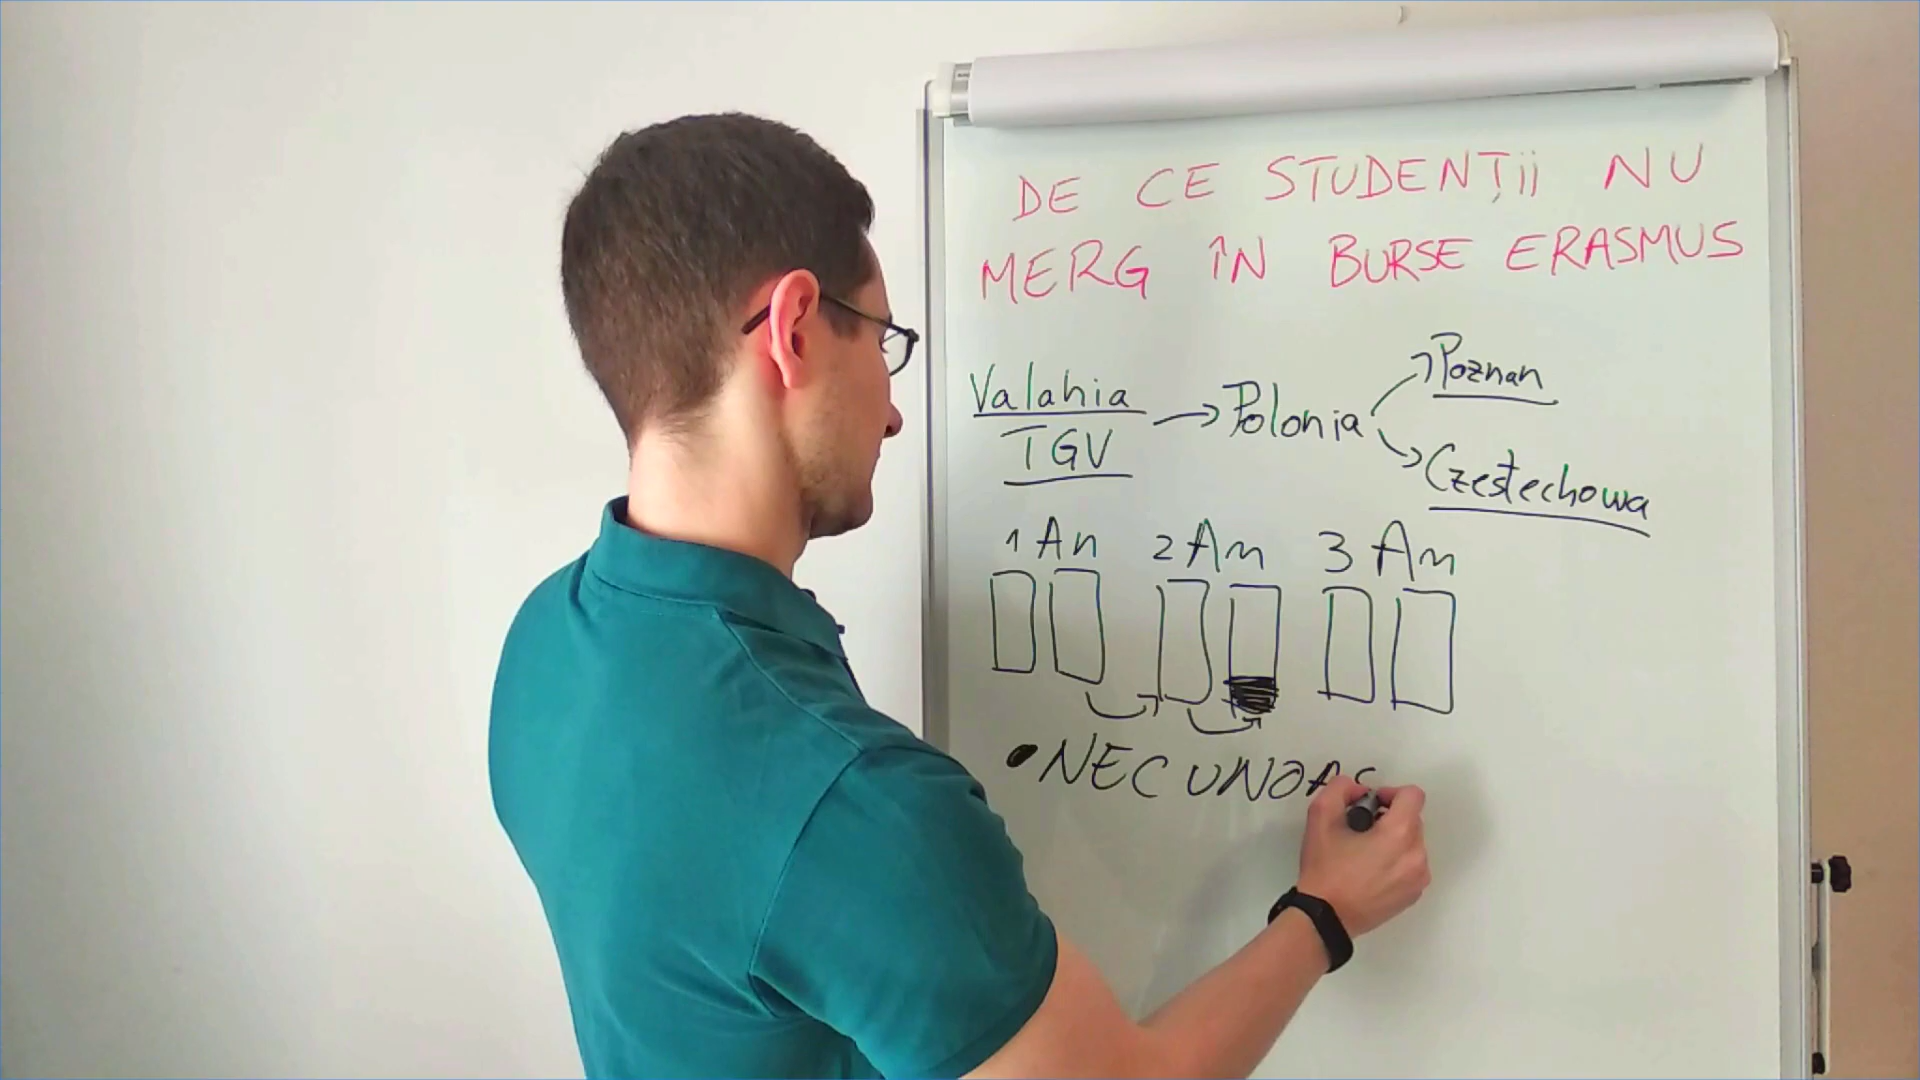 DE CE STUDENȚii NU
MERG ÎN BURSE ERASMUS
Valahia → Polonia → Poznan
TGV → Czestechowa
1 An 2 An 3 An
• NECUNOAS